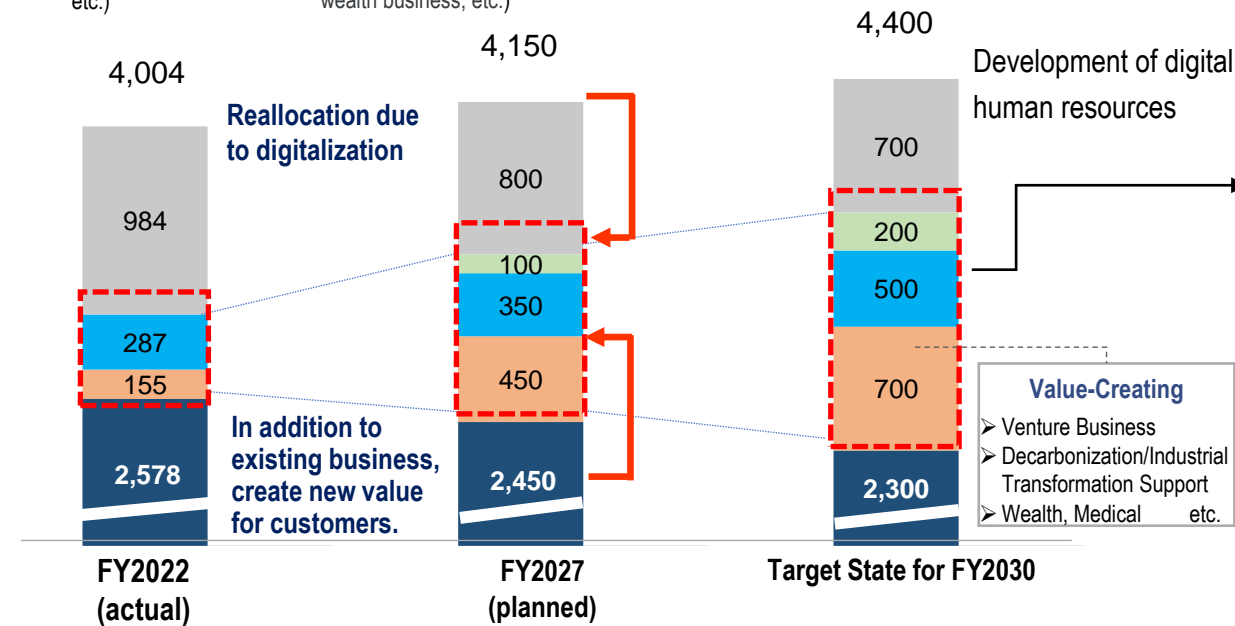 etc.)
wealth business, etc.)
4,004
4,150
4,400
Development of digital
human resources
Reallocation due
to digitalization
984
287
155
2,578
800
100
350
450
2,450
700
200
500
700
2,300
In addition to
existing business,
create new value
for customers.
Value-Creating
➢ Venture Business
➢ Decarbonization/Industrial
Transformation Support
➢ Wealth, Medical etc.
FY2022
(actual)
FY2027
(planned)
Target State for FY2030